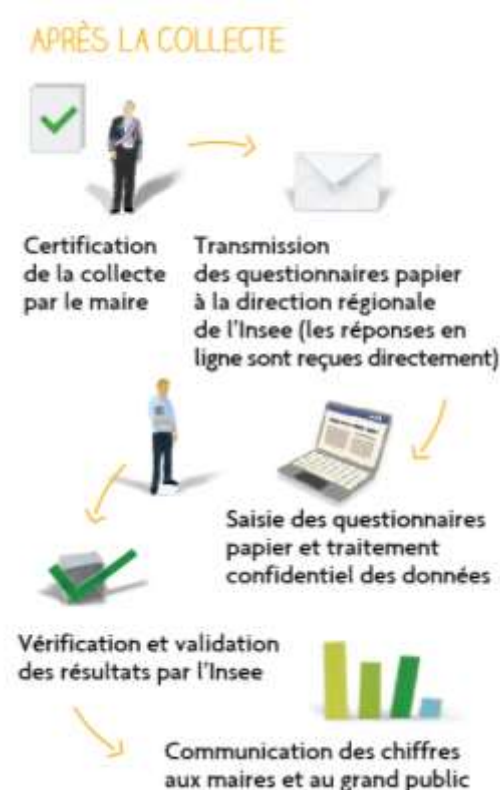 APRÈS LA COLLECTE
Certification
de la collecte
par le maire
Transmission
des questionnaires papier
à la direction régionale
de l'Insee (les réponses en
ligne sont reçues directement)
Saisie des questionnaires
papier et traitement
confidentiel des données
Vérification et validation
des résultats par l'Insee
Communication des chiffres
aux maires et au grand public